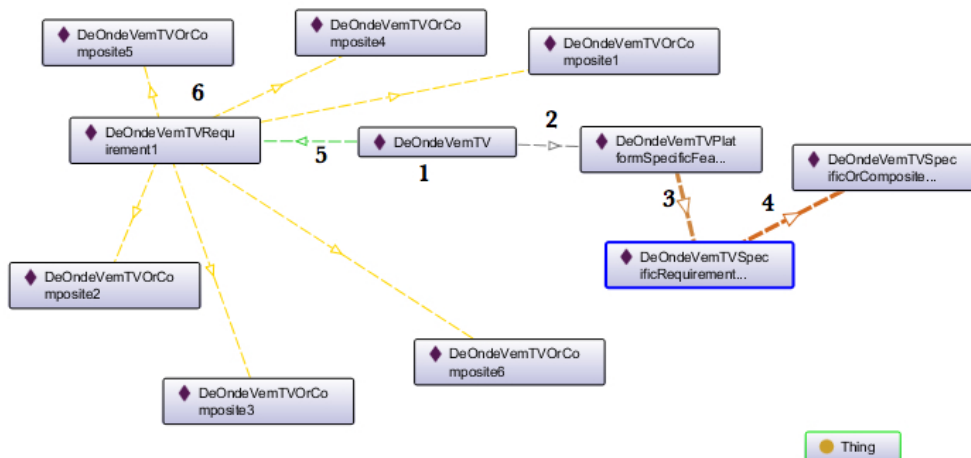 DeOndeVemTVOrCo
mposite5
DeOndeVemTVOrCo
mposite4
DeOndeVemTVOrCo
mposite1
6
DeOndeVemTVRequ
irement1
5
DeOndeVemTV
1
2
DeOndeVemTVPlat
formSpecificFea...
DeOndeVemTVSpec
ificOrComposite...
3
4
DeOndeVemTVSpec
ificRequirement...
DeOndeVemTVOrCo
mposite2
DeOndeVemTVOrCo
mposite3
DeOndeVemTVOrCo
mposite6
Thing